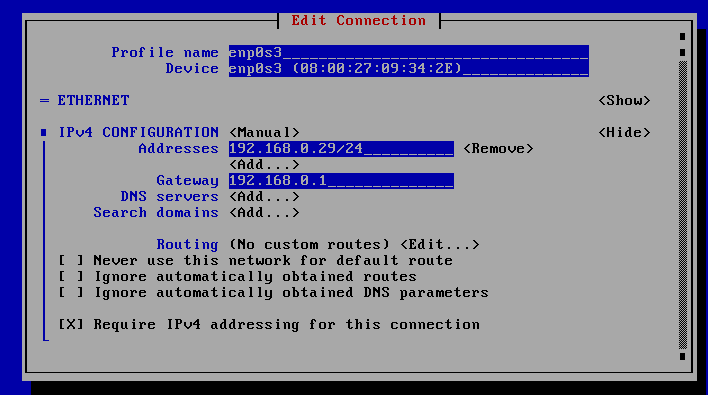 Edit Connection
Profile name enp0s3________________________________
Device enp0s3 (08:00:27:09:34:2E)______________
= ETHERNET <Show>
IPv4 CONFIGURATION <Manual> <Hide>
Addresses 192.168.0.29/24__________ <Remove>
<Add...>
Gateway 192.168.0.1______________
DNS servers <Add...>
Search domains <Add...>
Routing (No custom routes) <Edit...>
[ ] Never use this network for default route
[ ] Ignore automatically obtained routes
[ ] Ignore automatically obtained DNS parameters
[X] Require IPv4 addressing for this connection